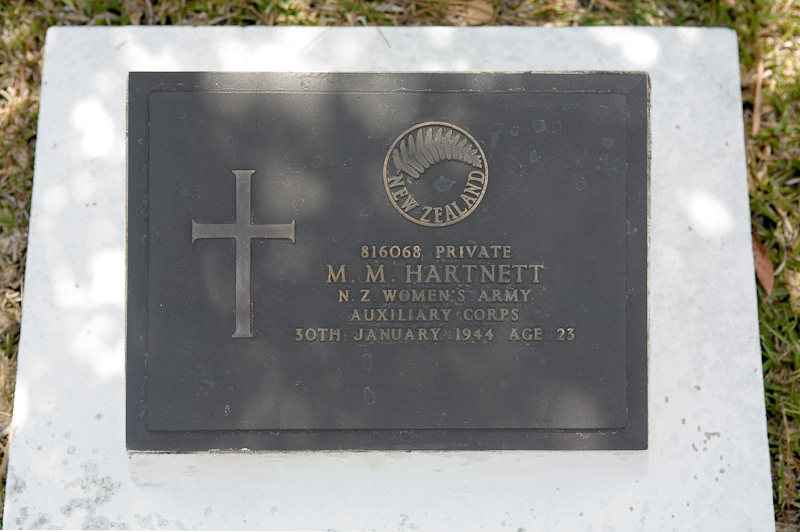 NEW ZEALAND
816068 PRIVATE
M. M. HARTNETT
N. Z WOMEN'S ARMY
AUXILIARY CORPS
30TH JANUARY 1944 AGE 23